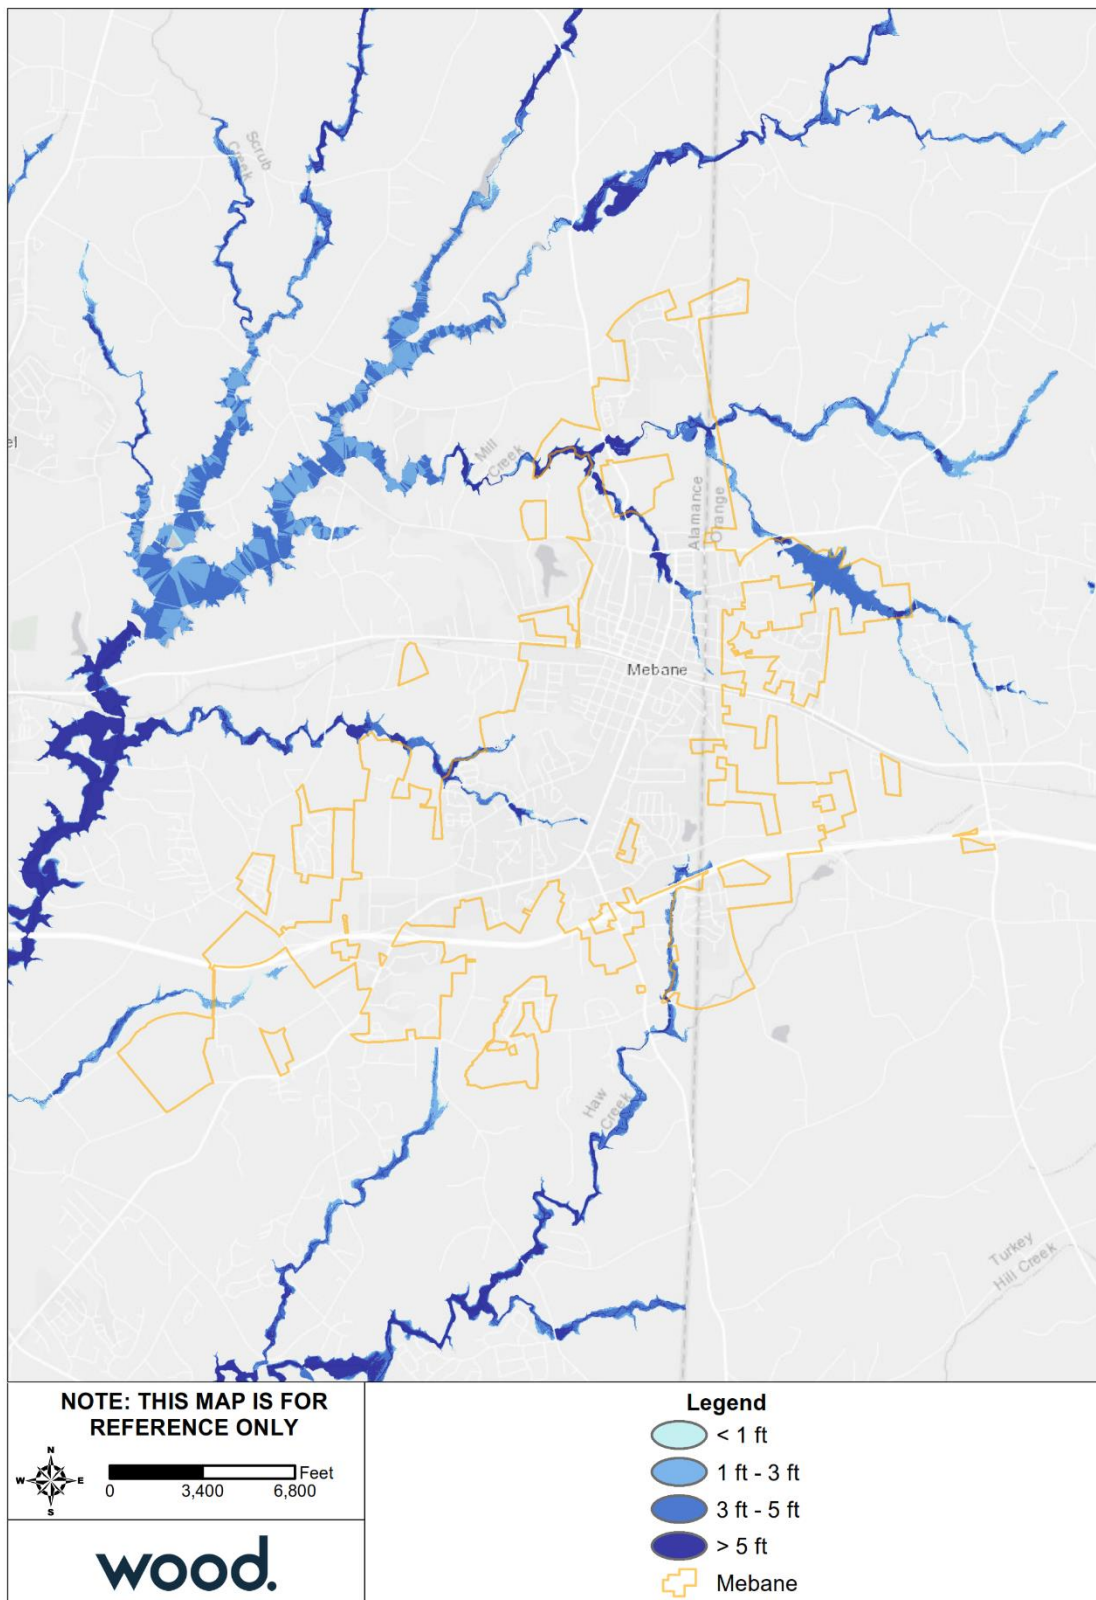 Scrub
Creek
el
Mill
Creek
Alamance
Orange
Mebane
Haw
Creek
Turkey
Hill Creek
NOTE: THIS MAP IS FOR
REFERENCE ONLY
N
W E
S
Feet
0 3,400 6,800
wood.
Legend
< 1 ft
1 ft - 3 ft
3 ft - 5 ft
> 5 ft
Mebane